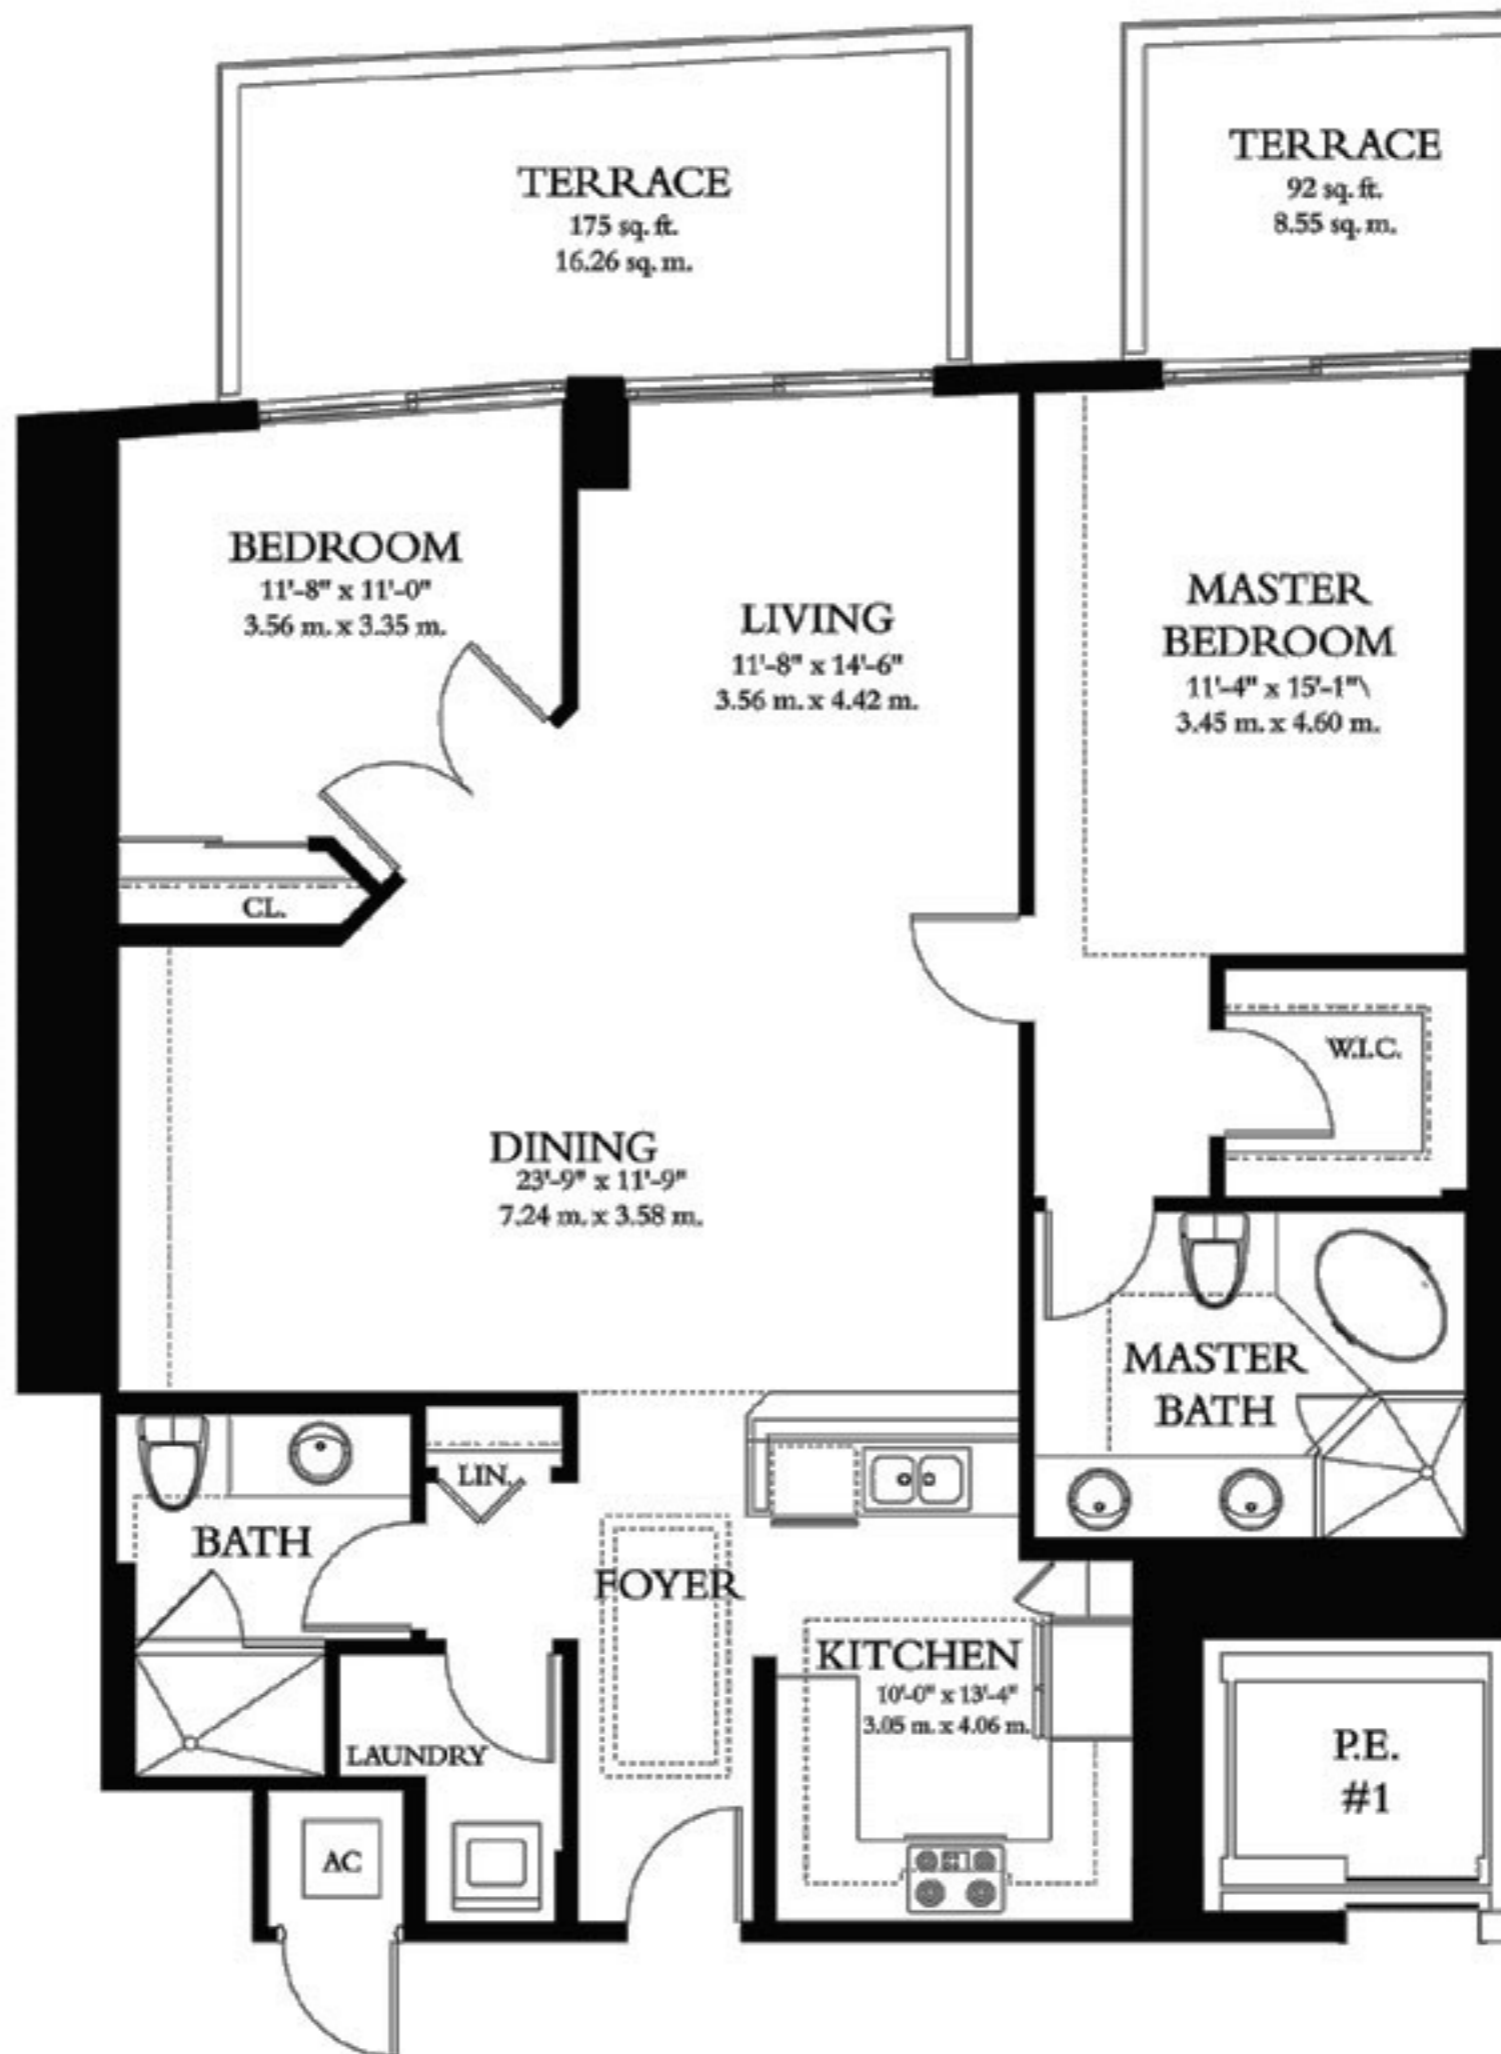 TERRACE
175 sq. ft.
16.26 sq. m.
TERRACE
92 sq. ft.
8.55 sq. m.
BEDROOM
11'-8" x 11'-0"
3.56 m. x 3.35 m.
LIVING
11'-8" x 14'-6"
3.56 m. x 4.42 m.
MASTER
BEDROOM
11'-4" x 15'-1"\
3.45 m. x 4.60 m.
CL.
W.I.C.
DINING
23'-9" x 11'-9"
7.24 m. x 3.58 m.
MASTER
BATH
LIN.
BATH
FOYER
KITCHEN
10'-0" x 13'-4"
3.05 m. x 4.06 m.
LAUNDRY
AC
P.E.
#1